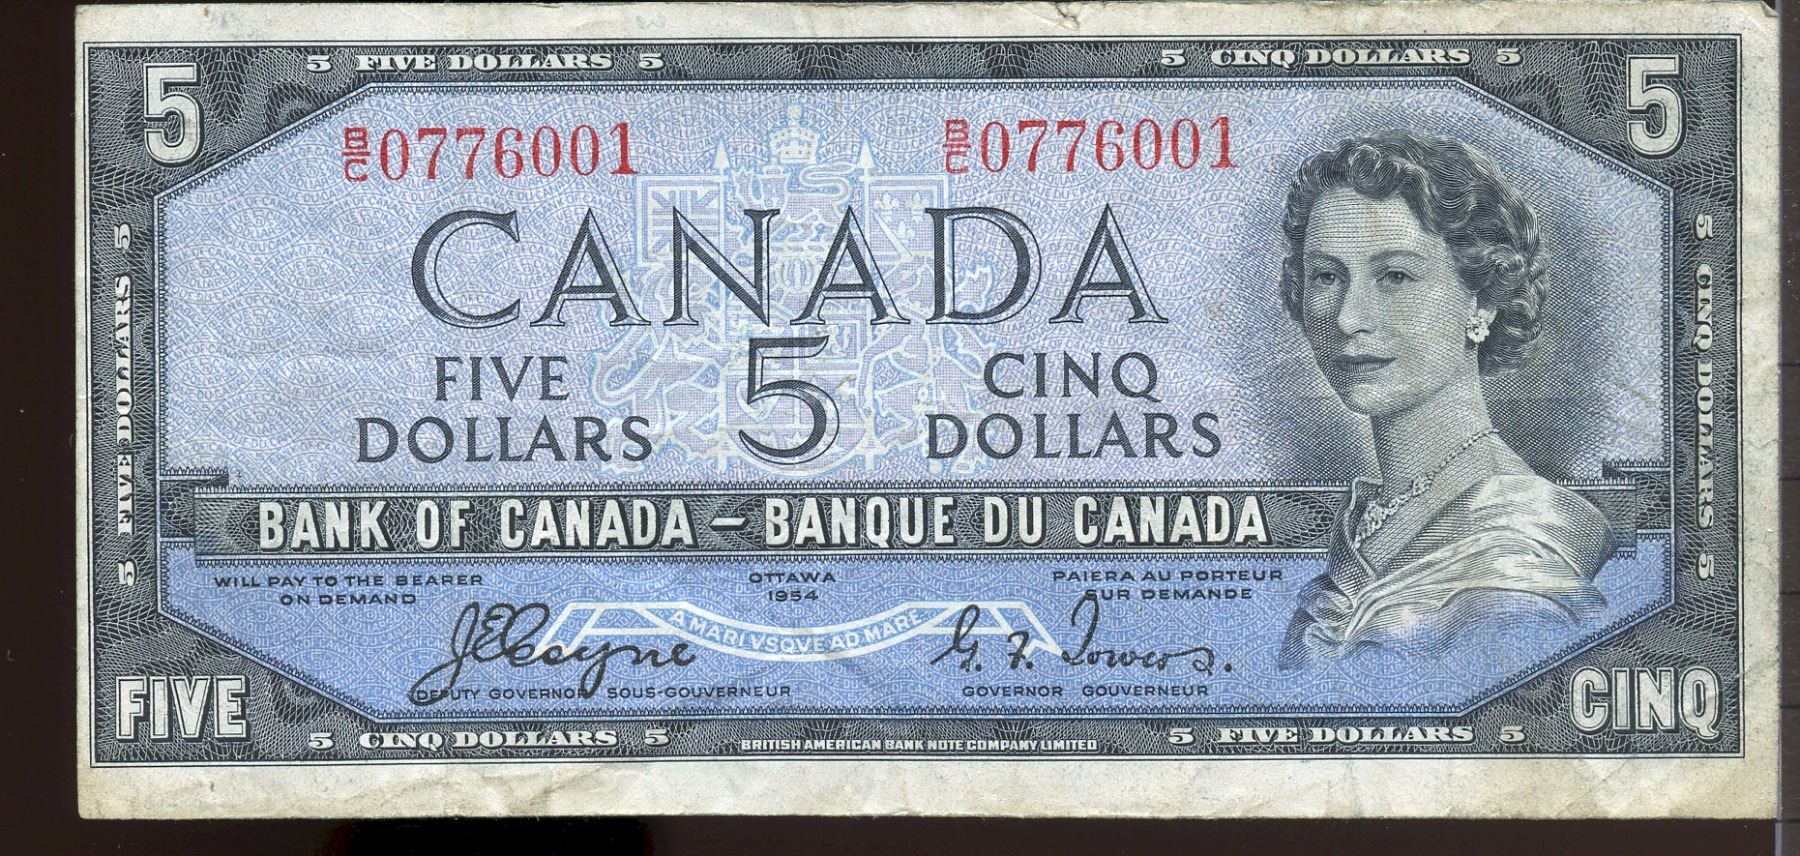 5 FIVE DOLLARS 5
5 CINQ DOLLARS 5
5
5
B/C 0776001
B/C 0776001
CANADA
FIVE DOLLARS
5
CINQ DOLLARS
5 FIVE DOLLARS 5
5 CINQ DOLLARS 5
BANK OF CANADA – BANQUE DU CANADA
WILL PAY TO THE BEARER
ON DEMAND
OTTAWA
1954
PAIERA AU PORTEUR
SUR DEMANDE
A MARI VSQVE AD MARE
J.E. Coyne
G. F. Towers.
DEPUTY GOVERNOR SOUS-GOUVERNEUR
GOVERNOR GOUVERNEUR
FIVE
CINQ
5 CINQ DOLLARS 5
BRITISH AMERICAN BANK NOTE COMPANY LIMITED
5 FIVE DOLLARS 5